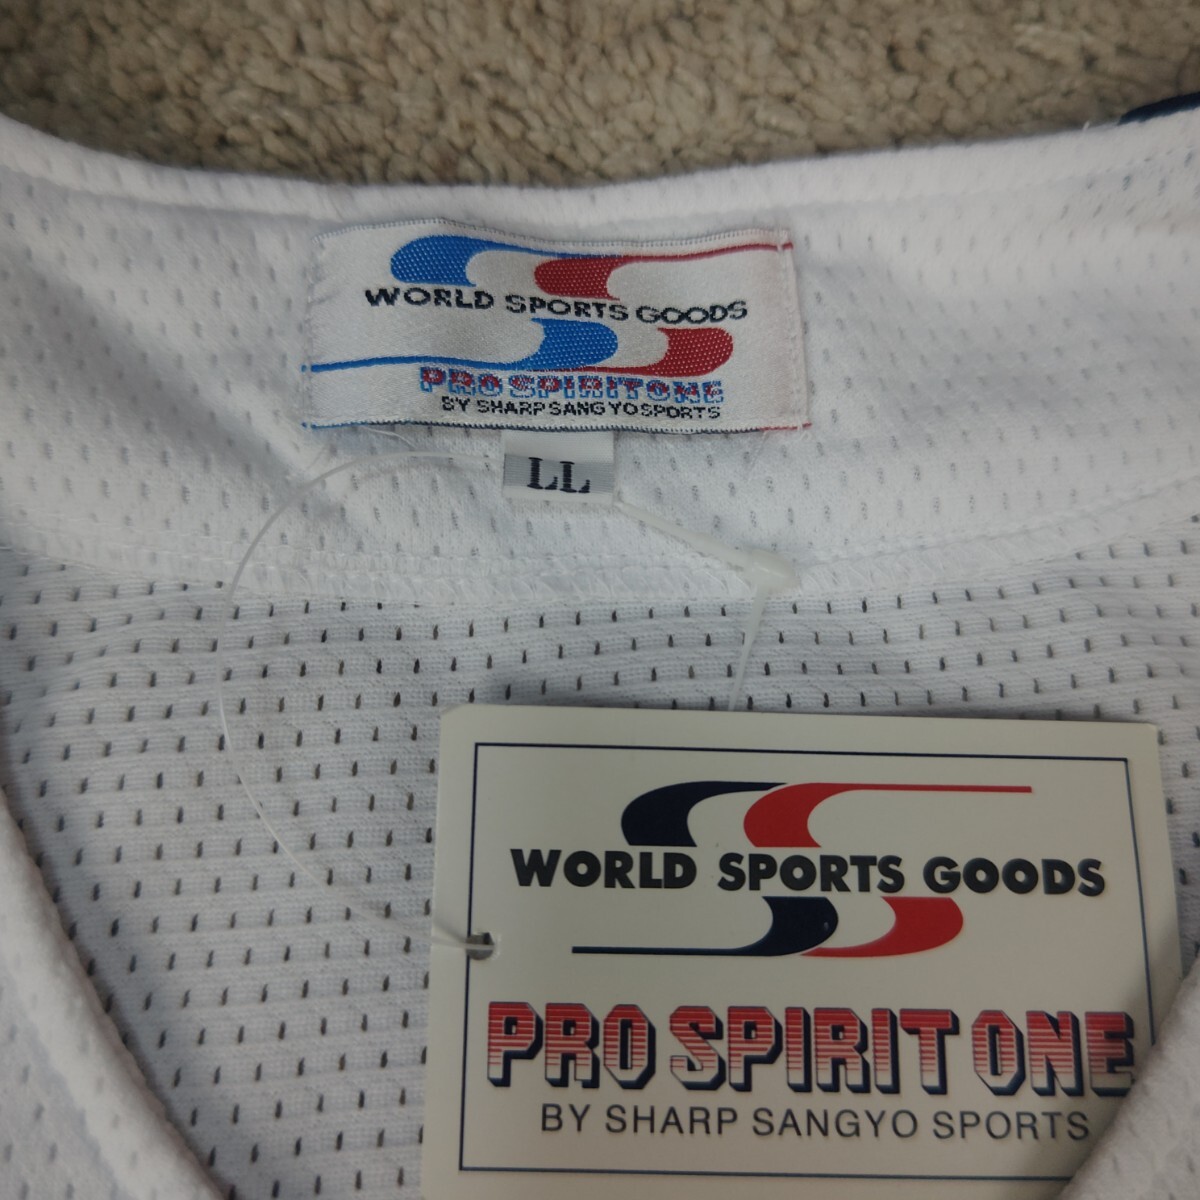 WORLD SPORTS GOODS
PRO SPIRIT ONE
BY SHARP SANGYO SPORTS
LL
WORLD SPORTS GOODS
PRO SPIRIT ONE
BY SHARP SANGYO SPORTS